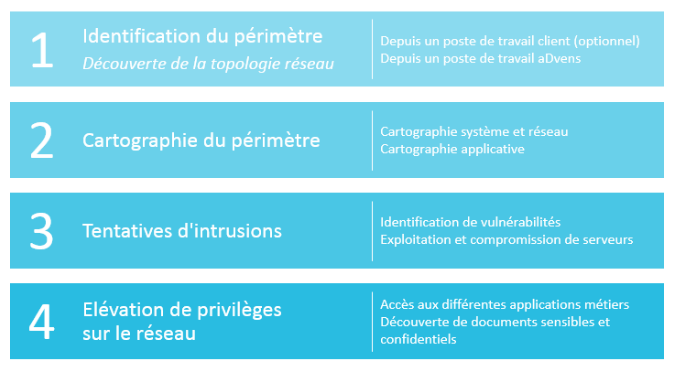 1
Identification du périmètre
Découverte de la topologie réseau
Depuis un poste de travail client (optionnel)
Depuis un poste de travail aDvens
2
Cartographie du périmètre
Cartographie système et réseau
Cartographie applicative
3
Tentatives d'intrusions
Identification de vulnérabilités
Exploitation et compromission de serveurs
4
Elévation de privilèges
sur le réseau
Accès aux différentes applications métiers
Découverte de documents sensibles et
confidentiels